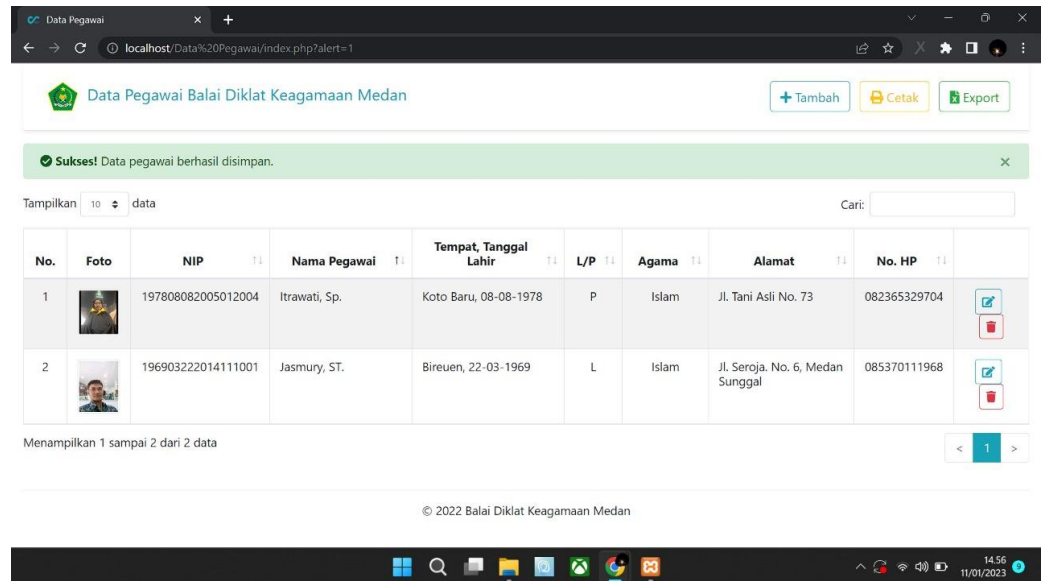 Data Pegawai
localhost/Data%20Pegawai/index.php?alert=1
Data Pegawai Balai Diklat Keagamaan Medan
Tambah
Cetak
Export
Sukses! Data pegawai berhasil disimpan.
Tampilkan 10 data
Cari:
No. Foto NIP Nama Pegawai Tempat, Tanggal Lahir L/P Agama Alamat No. HP
1 197808082005012004 Itrawati, Sp. Koto Baru, 08-08-1978 P Islam Jl. Tani Asli No. 73 082365329704
2 196903222014111001 Jasmury, ST. Bireuen, 22-03-1969 L Islam Jl. Seroja. No. 6, Medan 085370111968
Sunggal
Menampilkan 1 sampai 2 dari 2 data
< 1 >
© 2022 Balai Diklat Keagamaan Medan
14.56
11/01/2023
9